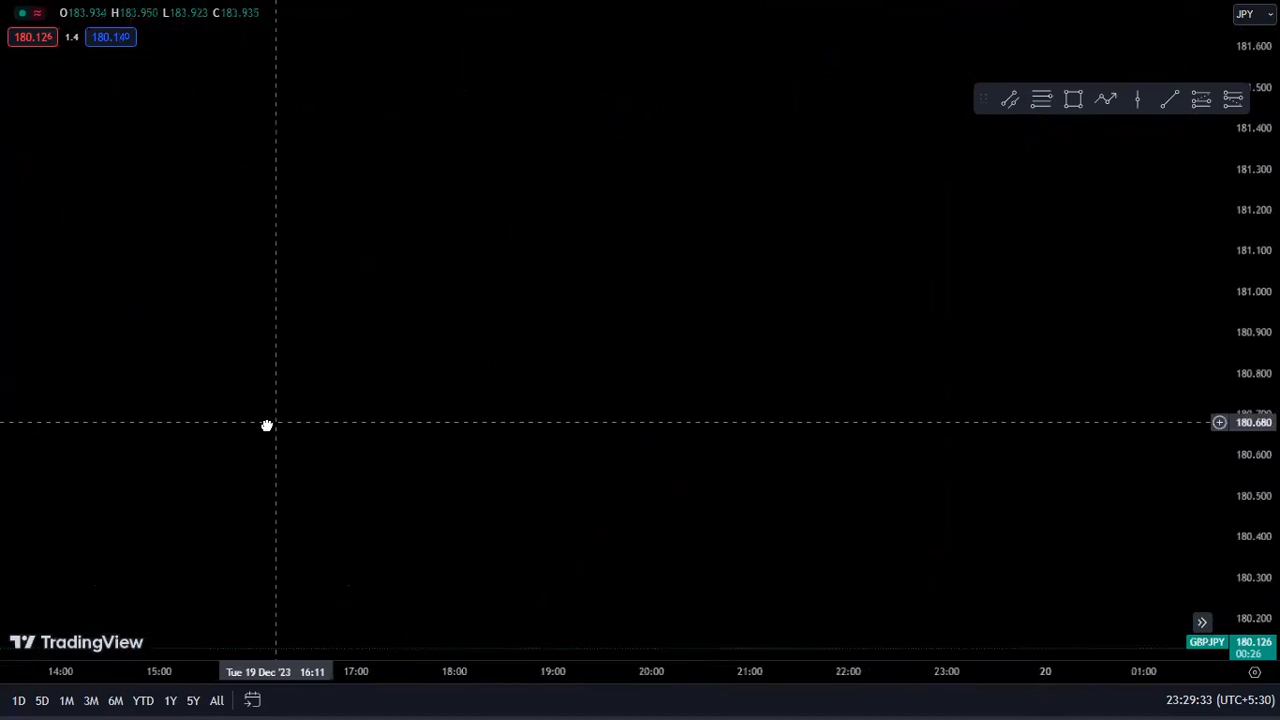 O183.934 H183.950 L183.923 C183.935
JPY
180.126 1.4 180.140
181.600
181.400
181.300
181.200
181.100
181.000
180.900
180.800
180.680
180.600
180.500
180.400
180.300
180.200
TradingView
GBPJPY 180.126
00:26
14:00 15:00 Tue 19 Dec '23 16:11 17:00 18:00 19:00 20:00 21:00 22:00 23:00 20 01:00
1D 5D 1M 3M 6M YTD 1Y 5Y All
23:29:33 (UTC+5:30)